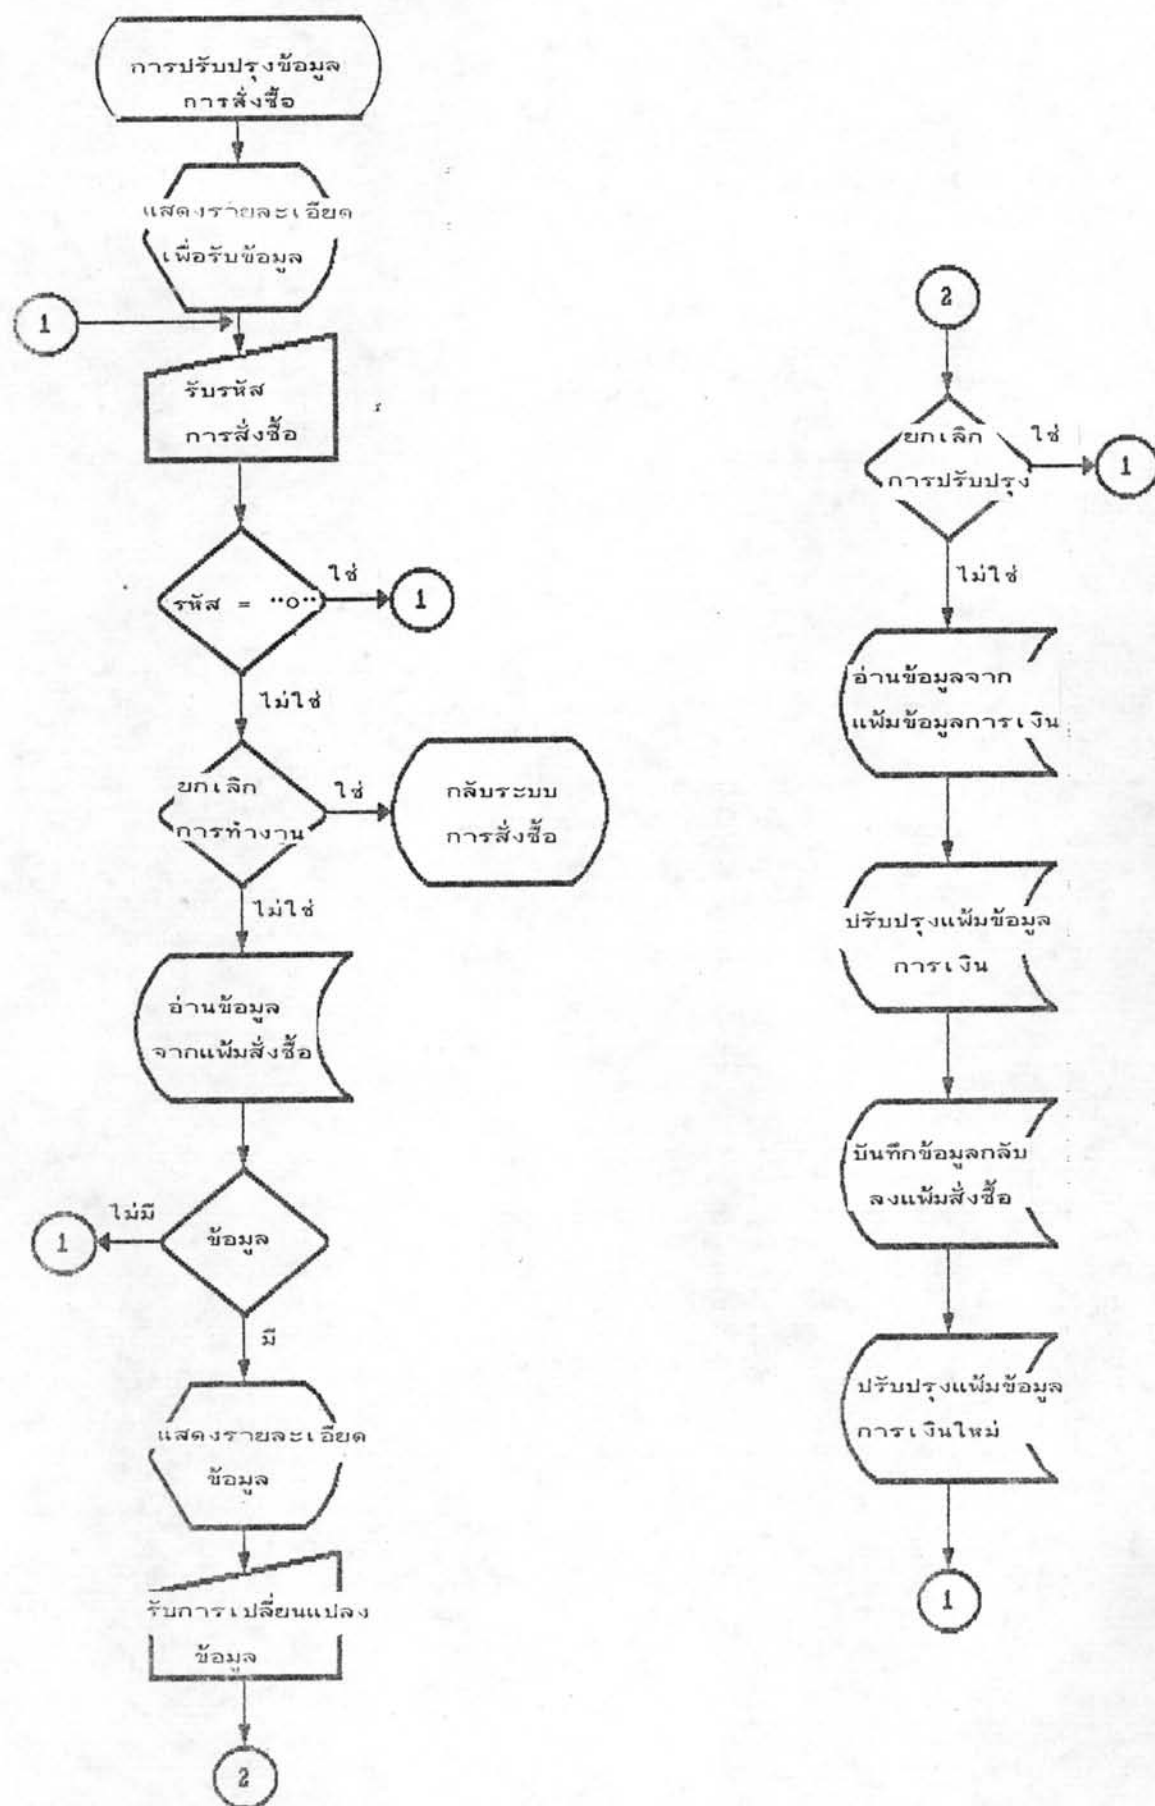 การปรับปรุงข้อมูล
การสั่งซื้อ
แสดงรายละเอียด
เพื่อรับข้อมูล
1
รับรหัส
การสั่งซื้อ
รหัส = "0"
ใช่
1
ไม่ใช่
ยกเลิก
การทำงาน
ใช่
กลับระบบ
การสั่งซื้อ
ไม่ใช่
อ่านข้อมูล
จากแฟ้มสั่งซื้อ
ข้อมูล
ไม่มี
1
มี
แสดงรายละเอียด
ข้อมูล
รับการเปลี่ยนแปลง
ข้อมูล
2
2
ยกเลิก
การปรับปรุง
ใช่
1
ไม่ใช่
อ่านข้อมูลจาก
แฟ้มข้อมูลการเงิน
ปรับปรุงแฟ้มข้อมูล
การเงิน
บันทึกข้อมูลกลับ
ลงแฟ้มสั่งซื้อ
ปรับปรุงแฟ้มข้อมูล
การเงินใหม่
1